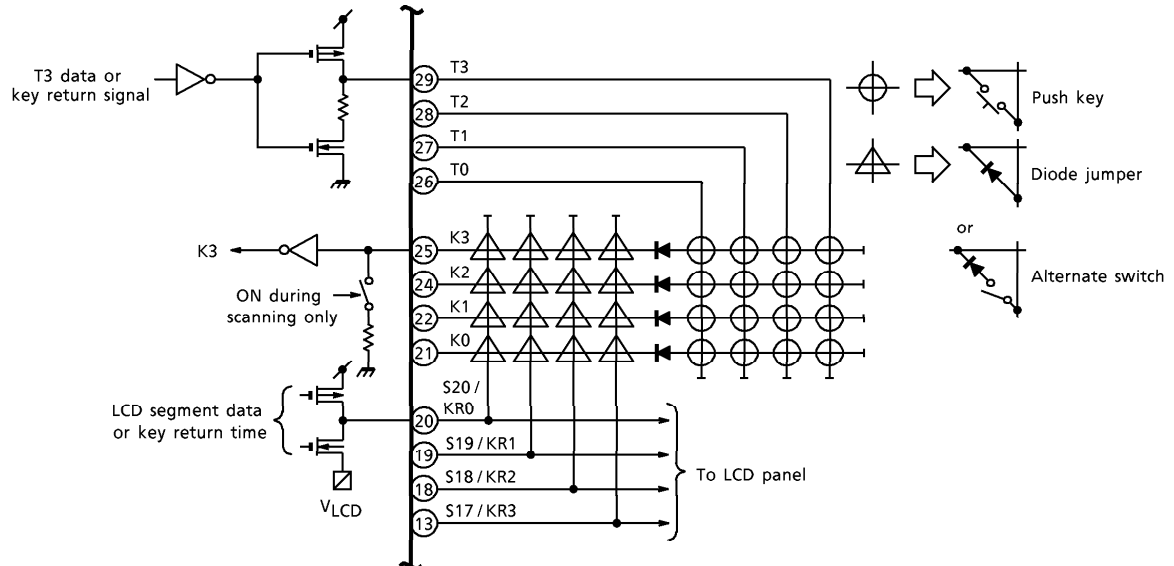 T3 data or
key return signal
29 T3
28 T2
27 T1
26 T0
Push key
Diode jumper
or
Alternate switch
K3
25 K3
24 K2
22 K1
21 K0
ON during
scanning only
LCD segment data
or key return time
VLCD
S20 /
20 KR0
19 S19 / KR1
18 S18 / KR2
13 S17 / KR3
To LCD panel